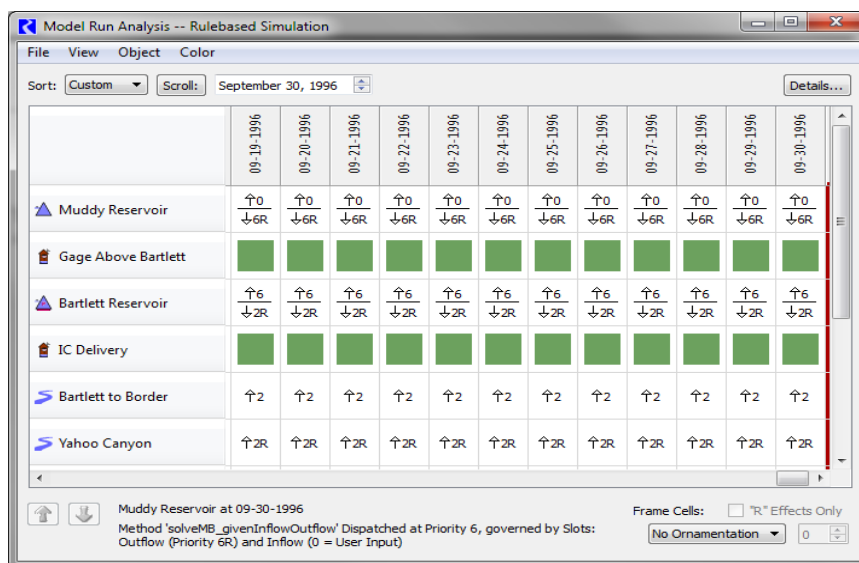 Model Run Analysis -- Rulebased Simulation
File View Object Color
Sort: Custom Scroll: September 30, 1996 Details...
09-19-1996 09-20-1996 09-21-1996 09-22-1996 09-23-1996 09-24-1996 09-25-1996 09-26-1996 09-27-1996 09-28-1996 09-29-1996 09-30-1996
↑0 ↑0 ↑0 ↑0 ↑0 ↑0 ↑0 ↑0 ↑0 ↑0 ↑0 ↑0
Muddy Reservoir
↓6R ↓6R ↓6R ↓6R ↓6R ↓6R ↓6R ↓6R ↓6R ↓6R ↓6R ↓6R
Gage Above Bartlett
↑6 ↑6 ↑6 ↑6 ↑6 ↑6 ↑6 ↑6 ↑6 ↑6 ↑6 ↑6
Bartlett Reservoir
↓2R ↓2R ↓2R ↓2R ↓2R ↓2R ↓2R ↓2R ↓2R ↓2R ↓2R ↓2R
IC Delivery
Bartlett to Border ↑2 ↑2 ↑2 ↑2 ↑2 ↑2 ↑2 ↑2 ↑2 ↑2 ↑2 ↑2
Yahoo Canyon ↑2R ↑2R ↑2R ↑2R ↑2R ↑2R ↑2R ↑2R ↑2R ↑2R ↑2R ↑2R
Muddy Reservoir at 09-30-1996
Method 'solveMB_givenInflowOutflow' Dispatched at Priority 6, governed by Slots:
Outflow (Priority 6R) and Inflow (0 = User Input)
Frame Cells: "R" Effects Only
No Ornamentation 0